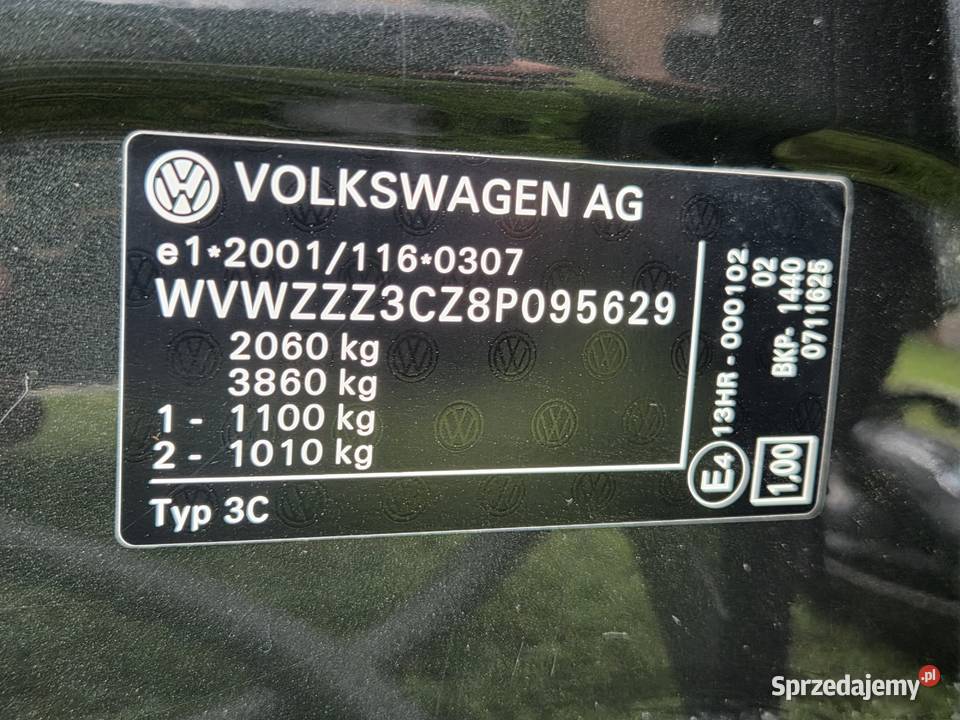 VOLKSWAGEN AG
e1*2001/116*0307
WVWZZZ3CZ8P095629
2060 kg
3860 kg
1 - 1100 kg
2 - 1010 kg
Typ 3C
E4 13HR - 000102
02
BKP- 1440
0711625
1,00
Sprzedajemy.pl